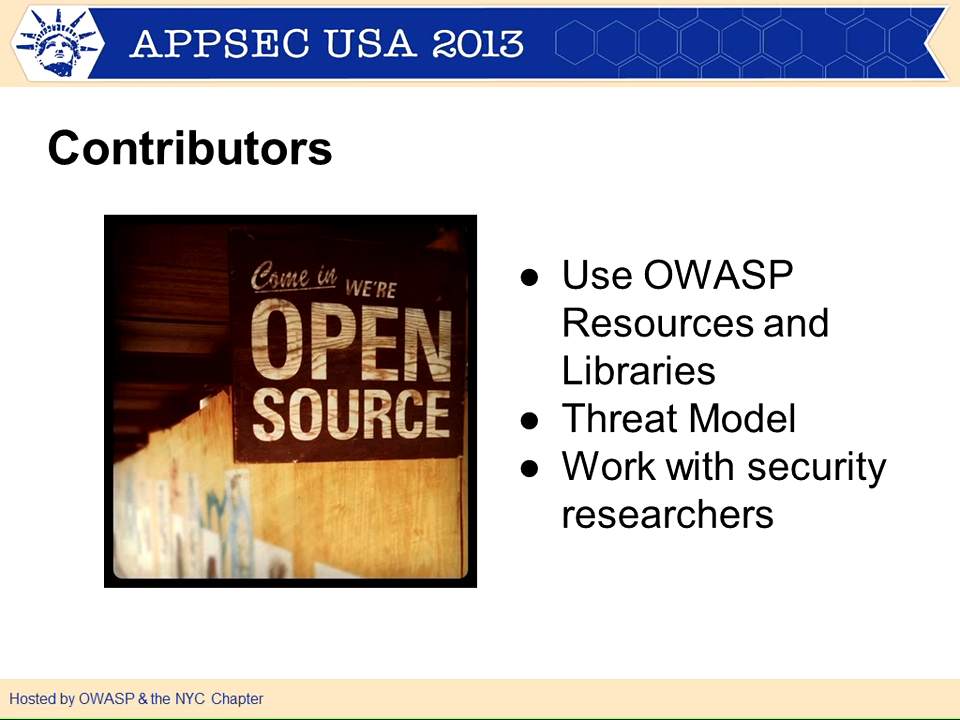 APPSEC USA 2013
Contributors
Come in WE'RE
OPEN
SOURCE
● Use OWASP
Resources and
Libraries
● Threat Model
● Work with security
researchers
Hosted by OWASP & the NYC Chapter